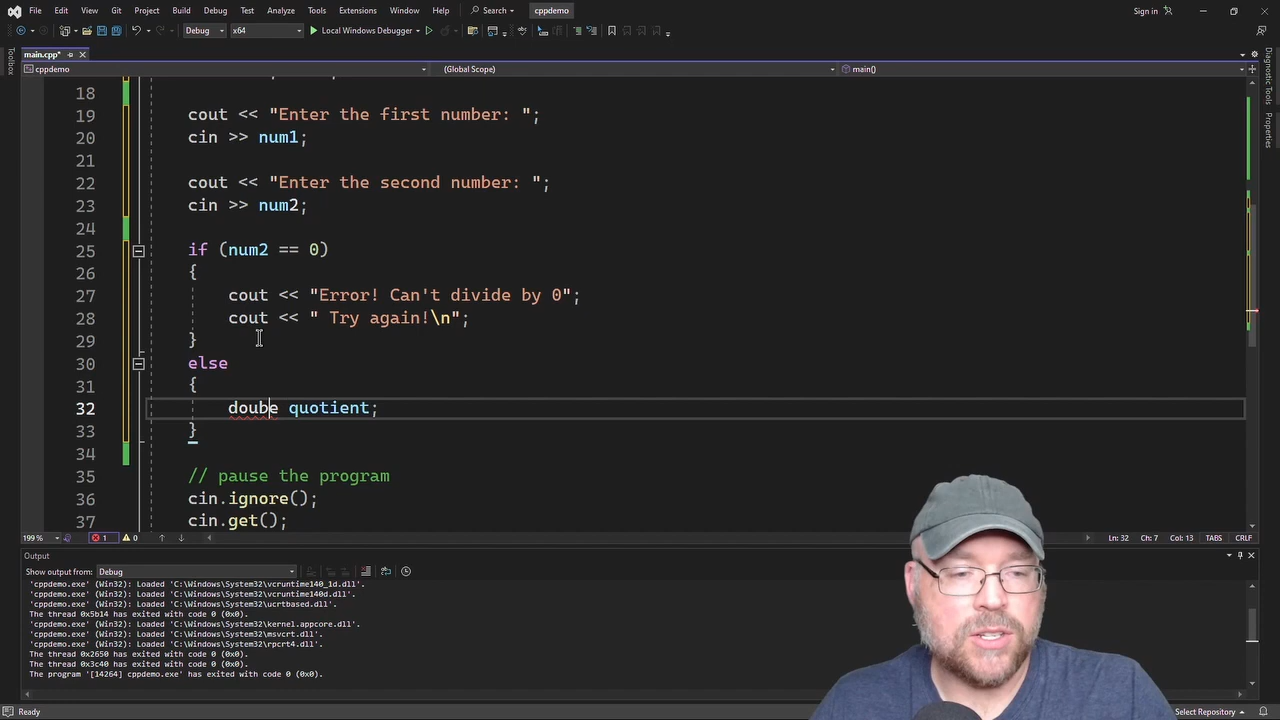 File Edit View Git Project Build Debug Test Analyze Tools Extensions Window Help Search cppdemo Sign in
Debug x64 Local Windows Debugger
main.cpp*
cppdemo (Global Scope) main()
Toolbox
Diagnostic Tools
Properties
18
19 cout << "Enter the first number: ";
20 cin >> num1;
21
22 cout << "Enter the second number: ";
23 cin >> num2;
24
25 if (num2 == 0)
26 {
27 cout << "Error! Can't divide by 0";
28 cout << " Try again!\n";
29 }
30 else
31 {
32 doube quotient;
33 }
34
35 // pause the program
36 cin.ignore();
37 cin.get();
199 % 1 0 Ln: 32 Ch: 7 Col: 13 TABS CRLF
Output
Show output from: Debug
'cppdemo.exe' (Win32): Loaded 'C:\Windows\System32\vcruntime140_1d.dll'.
'cppdemo.exe' (Win32): Loaded 'C:\Windows\System32\vcruntime140d.dll'.
'cppdemo.exe' (Win32): Loaded 'C:\Windows\System32\ucrtbased.dll'.
The thread 0x5b14 has exited with code 0 (0x0).
'cppdemo.exe' (Win32): Loaded 'C:\Windows\System32\kernel.appcore.dll'.
'cppdemo.exe' (Win32): Loaded 'C:\Windows\System32\msvcrt.dll'.
'cppdemo.exe' (Win32): Loaded 'C:\Windows\System32\rpcrt4.dll'.
The thread 0x2650 has exited with code 0 (0x0).
The thread 0x3c40 has exited with code 0 (0x0).
The program '[14264] cppdemo.exe' has exited with code 0 (0x0).
Ready Select Repository